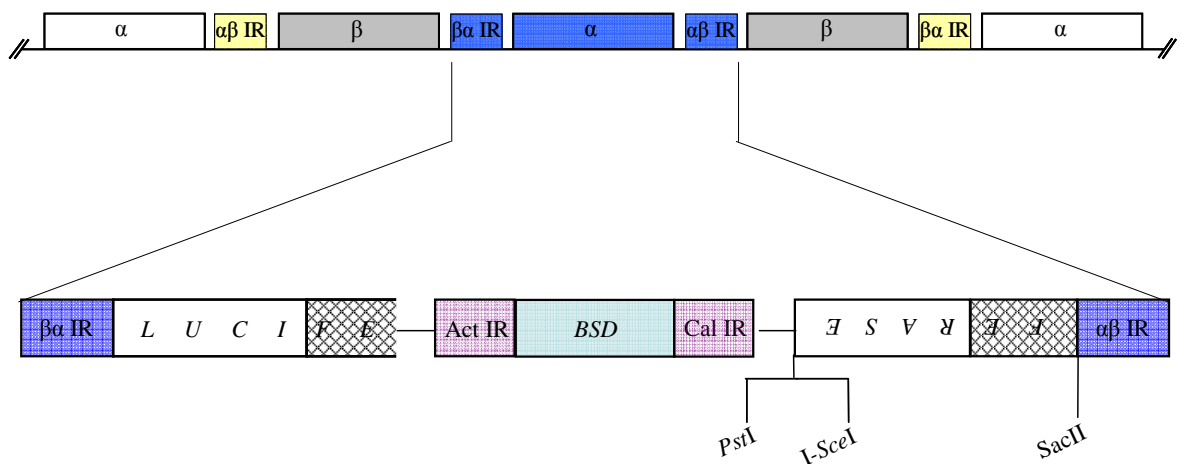 α αβ IR β βα IR α αβ IR β βα IR α
βα IR L U C I F E Act IR BSD Cal IR E S A R E F αβ IR
PstI I-SceI SacII